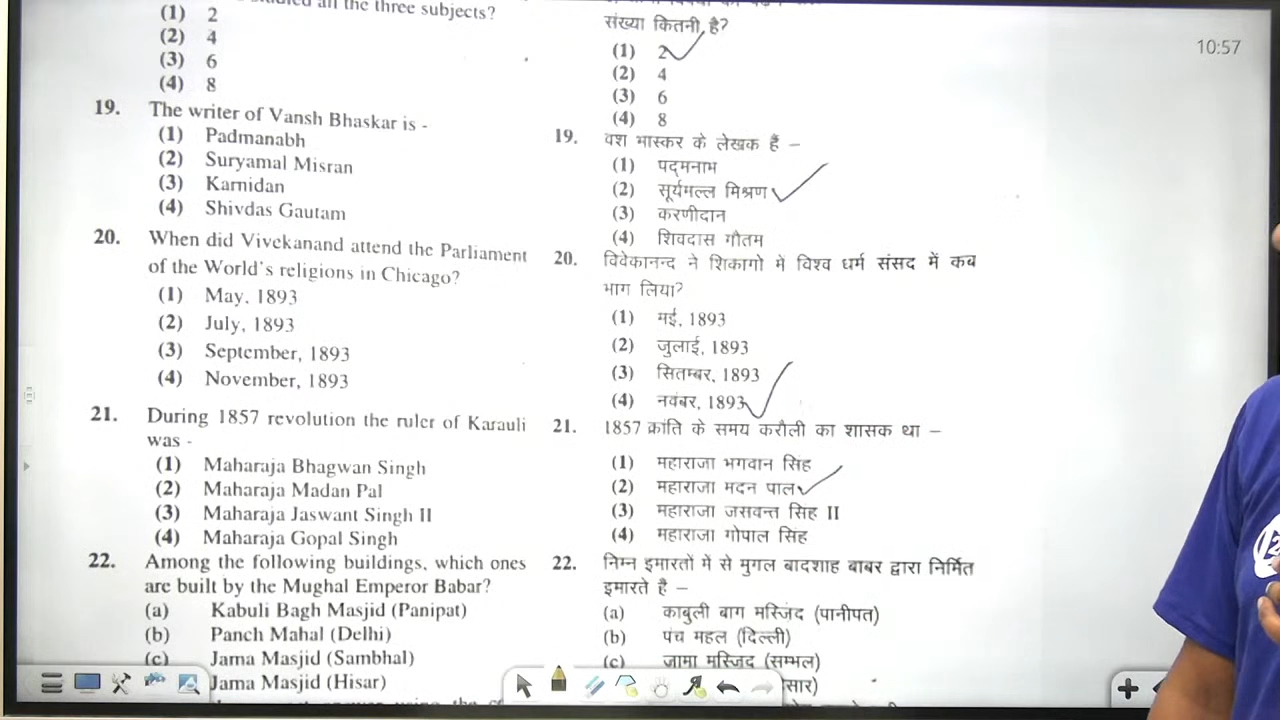 all the three subjects?
(1) 2
(2) 4
(3) 6
(4) 8
19. The writer of Vansh Bhaskar is -
(1) Padmanabh
(2) Suryamal Misran
(3) Karnidan
(4) Shivdas Gautam
20. When did Vivekanand attend the Parliament
of the World's religions in Chicago?
(1) May, 1893
(2) July, 1893
(3) September, 1893
(4) November, 1893
21. During 1857 revolution the ruler of Karauli
was -
(1) Maharaja Bhagwan Singh
(2) Maharaja Madan Pal
(3) Maharaja Jaswant Singh II
(4) Maharaja Gopal Singh
22. Among the following buildings, which ones
are built by the Mughal Emperor Babar?
(a) Kabuli Bagh Masjid (Panipat)
(b) Panch Mahal (Delhi)
(c) Jama Masjid (Sambhal)
Jama Masjid (Hisar)
संख्या कितनी है?
(1) 2
(2) 4
(3) 6
(4) 8
19. वंश भास्कर के लेखक हैं –
(1) पद्मनाभ
(2) सूर्यमल्ल मिश्रण
(3) करणीदान
(4) शिवदास गौतम
20. विवेकानन्द ने शिकागो में विश्व धर्म संसद में कब
भाग लिया?
(1) मई, 1893
(2) जुलाई, 1893
(3) सितम्बर, 1893
(4) नवंबर, 1893
21. 1857 क्रांति के समय करौली का शासक था –
(1) महाराजा भगवान सिंह
(2) महाराजा मदन पाल
(3) महाराजा जसवन्त सिंह II
(4) महाराजा गोपाल सिंह
22. निम्न इमारतों में से मुगल बादशाह बाबर द्वारा निर्मित
इमारते है –
(a) काबुली बाग मस्जिद (पानीपत)
(b) पंच महल (दिल्ली)
(c) जामा मस्जिद (सम्भल)
10:57